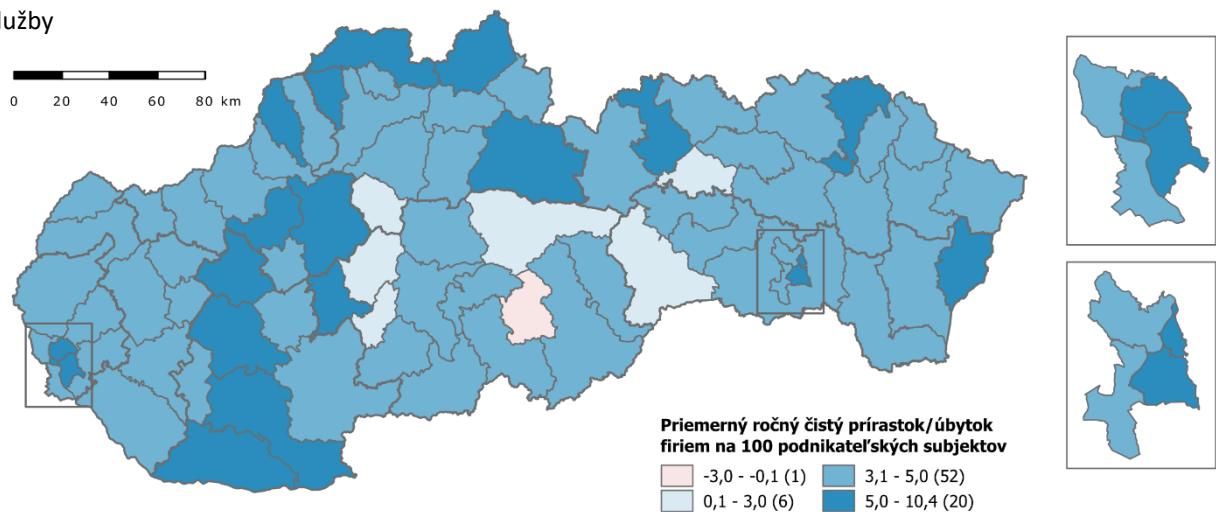 lužby
0 20 40 60 80 km
Priemerný ročný čistý prírastok/úbytok
firiem na 100 podnikateľských subjektov
-3,0 - -0,1 (1) 3,1 - 5,0 (52)
0,1 - 3,0 (6) 5,0 - 10,4 (20)